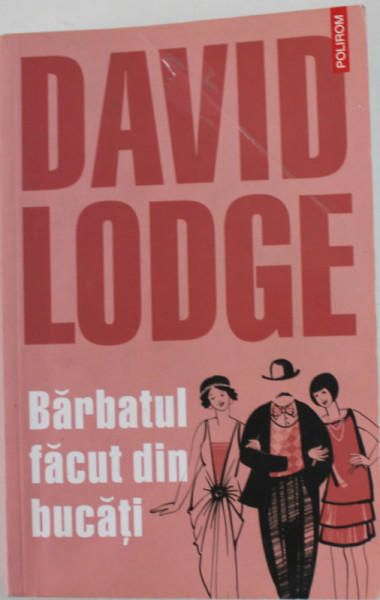 POLIROM
DAVID
LODGE
Bărbatul
făcut din
bucăți